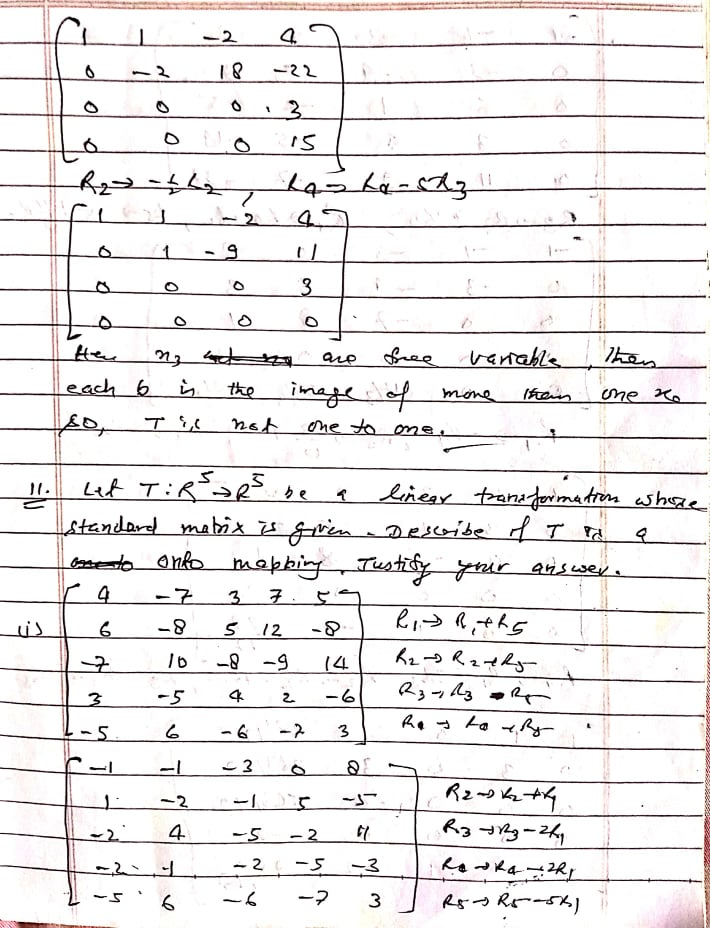 1 1 -2 4
0 -2 18 -22
0 0 0 3
0 0 0 15
R2 → -1/2 R2 , R4 → R4 - 5R3
1 1 -2 4
0 1 -9 11
0 0 0 3
0 0 0 0
Her x3 are free variable, then
each b is the image of more than one x
so, T is not one to one.
11. Let T: R^5 → R^5 be a linear transformation whose
standard matrix is given. Describe if T is a
onto mapping. Justify your answer.
(i)
4 -7 3 7 5 R1 → R1 + R5
6 -8 5 12 -8 R2 → R2 + R5
-7 10 -8 -9 14 R3 → R3 - R5
3 -5 4 2 -6 R4 → R4 + R5
-5 6 -6 -7 3
-1 -1 -3 0 8
1 -2 -1 5 -5 R2 → R2 + R1
-2 4 -5 -2 11 R3 → R3 - 2R1
-2 1 -2 -5 -3 R4 → R4 - 2R1
-5 6 -6 -7 3 R5 → R5 - 5R1